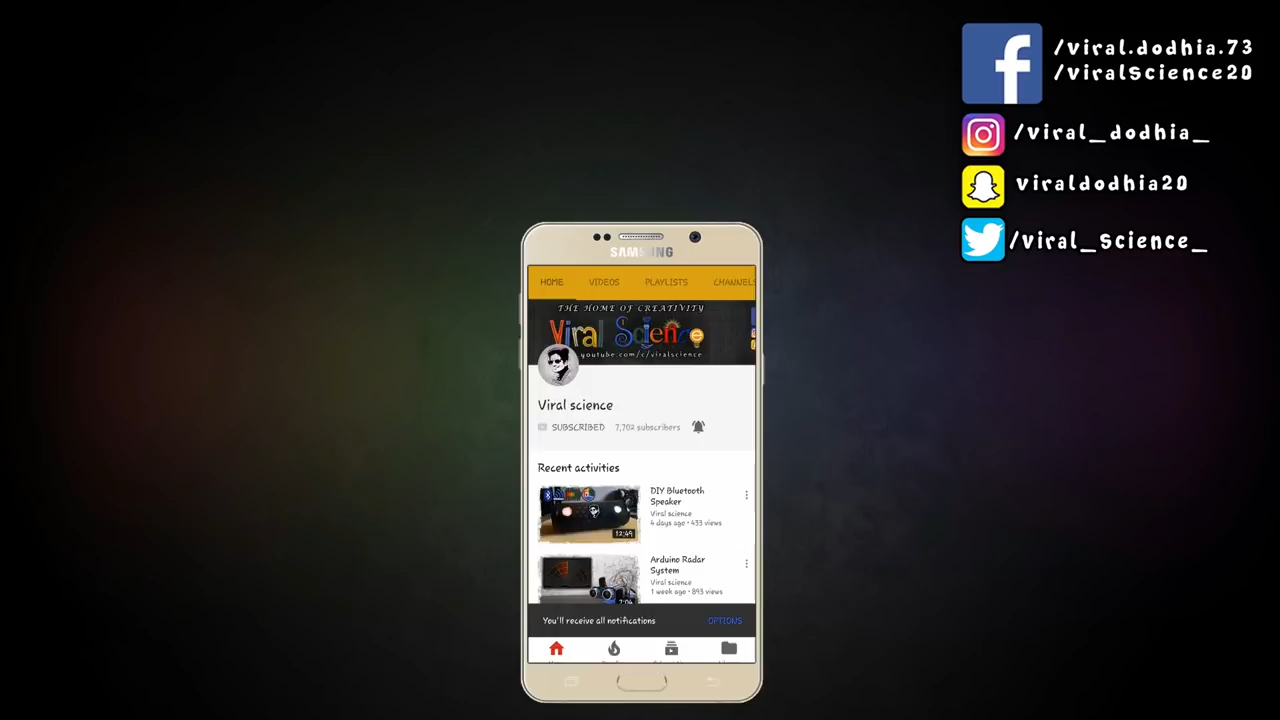 /viral.dodhia.73
/viralscience20
/viral_dodhia_
viraldodhia20
/viral_Science_
SAMSUNG
HOME VIDEOS PLAYLISTS CHANNELS
THE HOME OF CREATIVITY
Viral Science
youtube.com/c/viralscience
Viral science
SUBSCRIBED 7,702 subscribers
Recent activities
DIY Bluetooth
Speaker
Viral science
4 days ago • 433 views
12:49
Arduino Radar
System
Viral science
1 week ago • 893 views
You'll receive all notifications OPTIONS